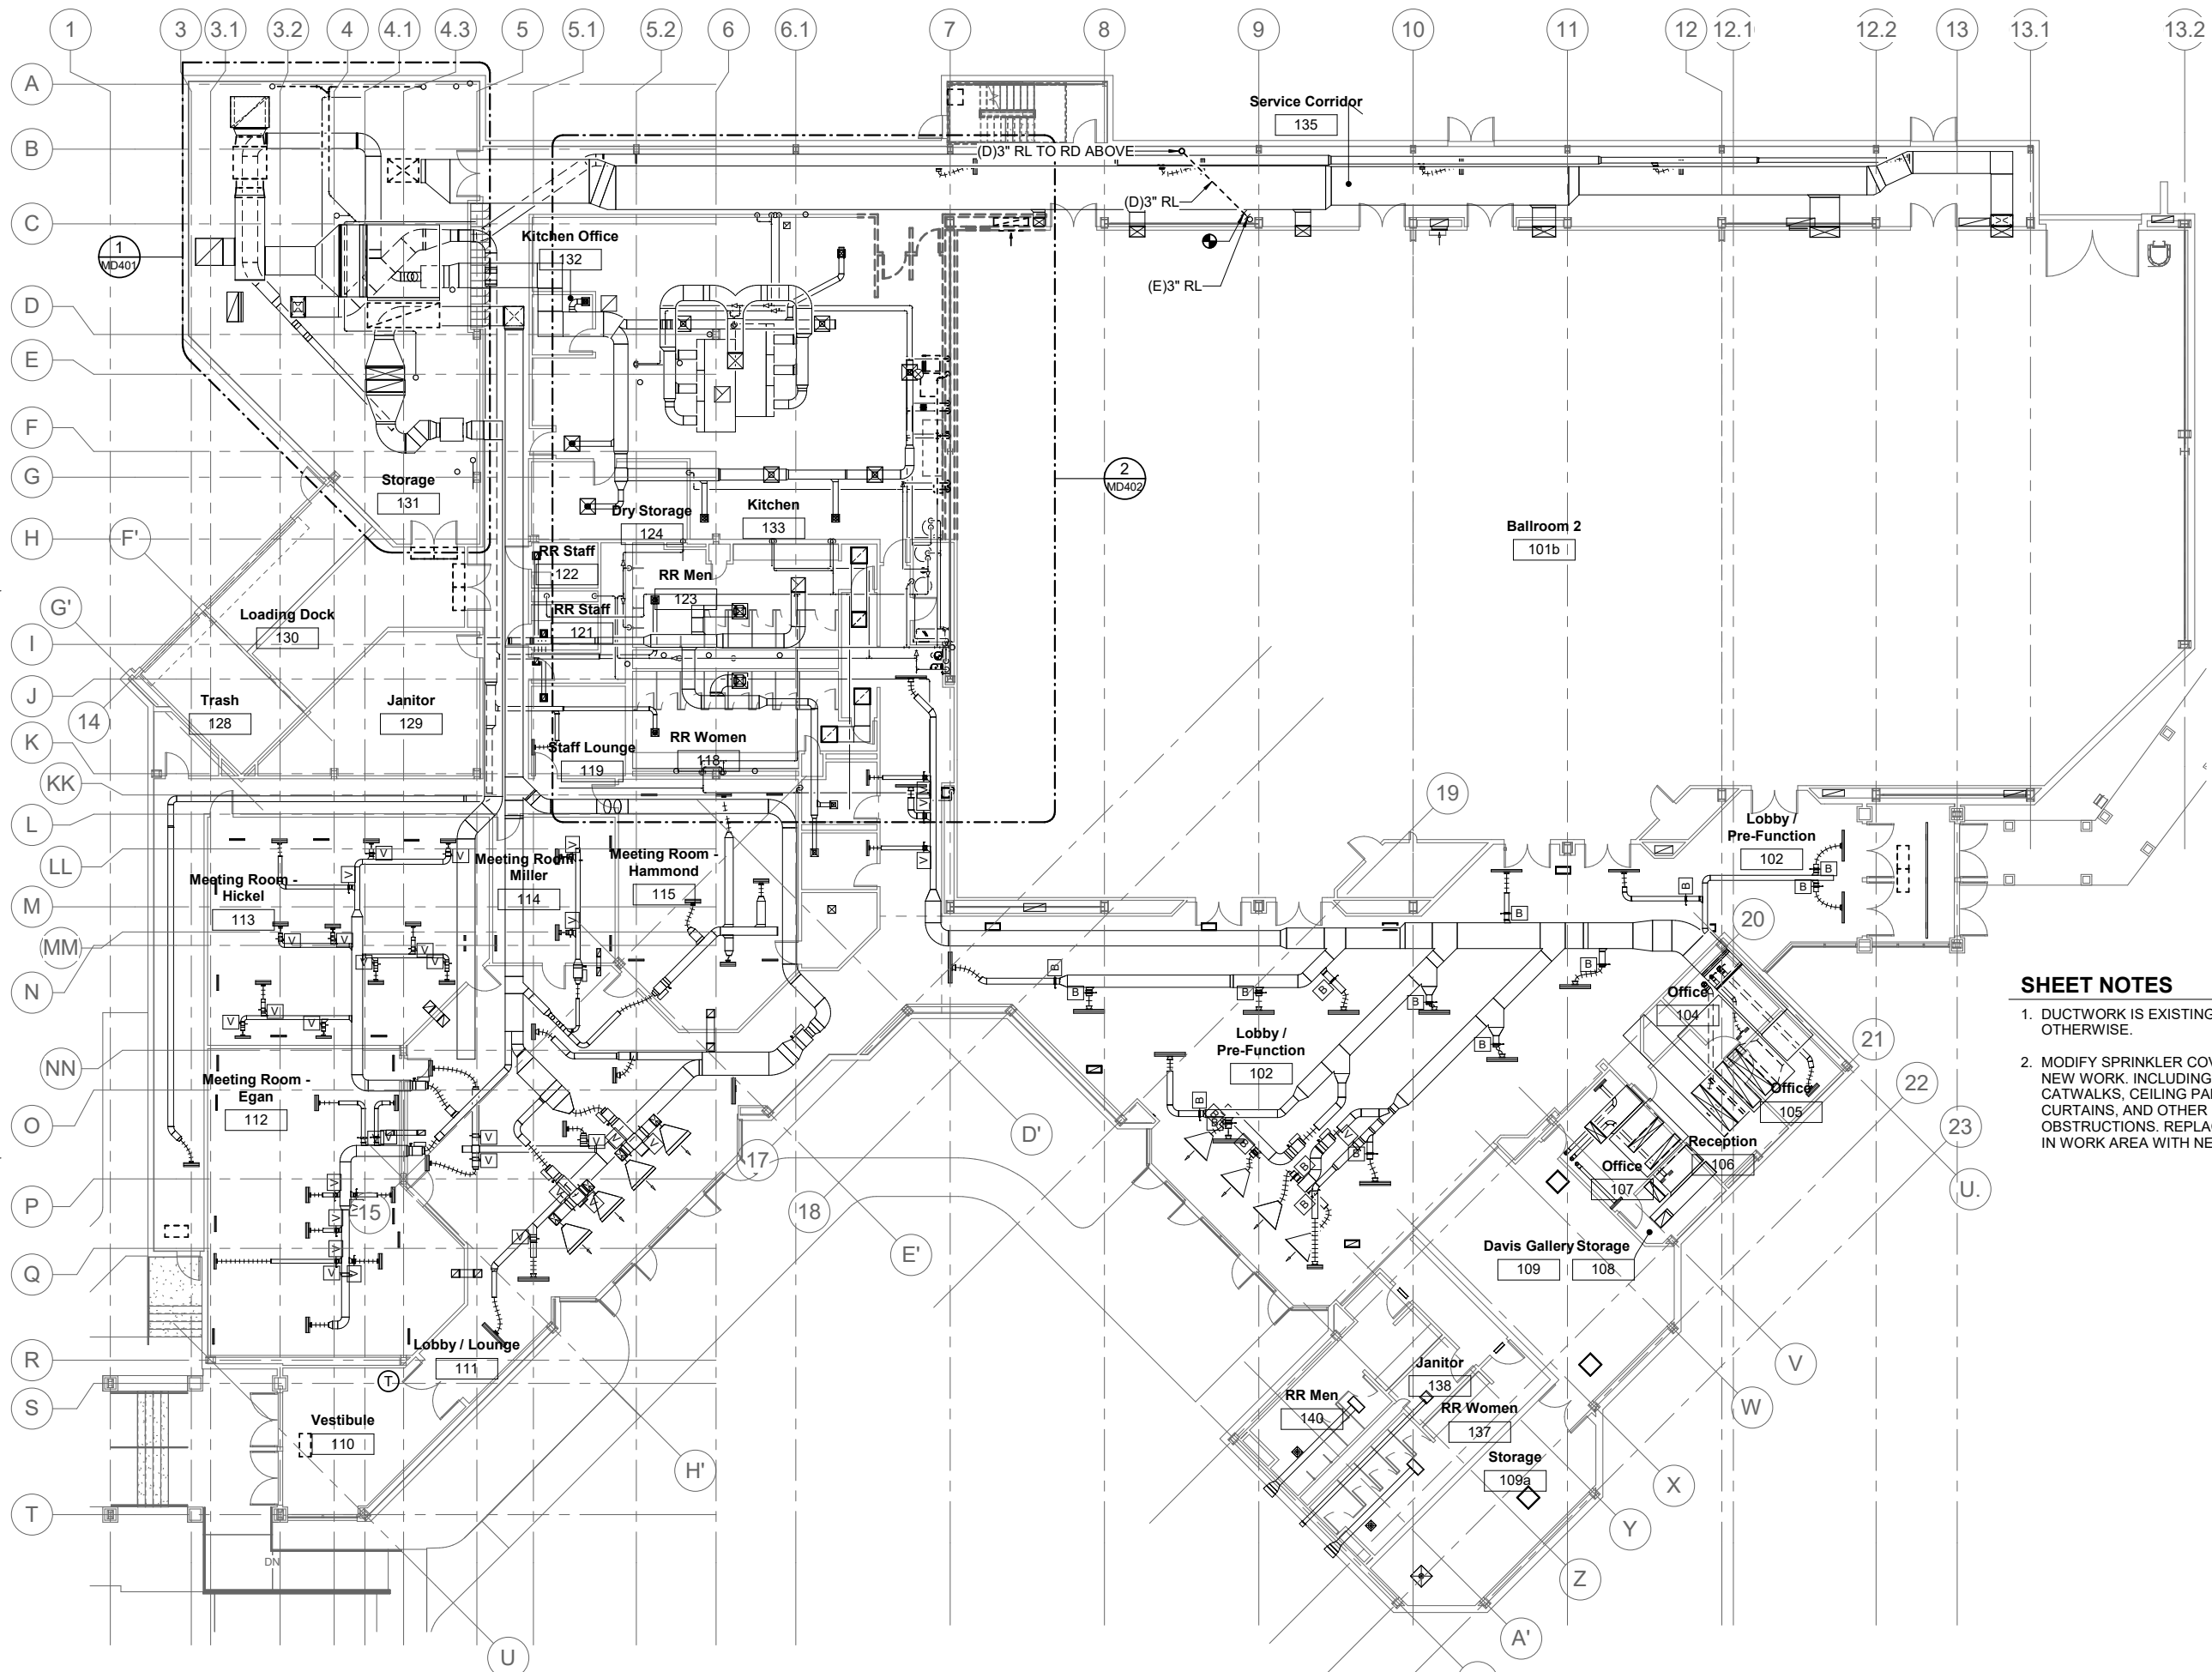 1 3 3.1 3.2 4 4.1 4.3 5 5.1 5.2 6 6.1 7 8 9 10 11 12 12.1 12.2 13 13.1 13.2
A
Service Corridor
135
B
(D)3" RL TO RD ABOVE
(D)3" RL
C
Kitchen Office
132
1
MD401
(E)3" RL
D
E
F
G
Storage
131
2
MD402
Dry Storage
124
Kitchen
133
Ballroom 2
101b
H
F'
RR Staff
122
RR Men
123
G'
Loading Dock
130
RR Staff
121
I
J
14
Trash
128
Janitor
129
K
Staff Lounge
119
RR Women
118
KK
19
L
Lobby /
Pre-Function
102
LL
Meeting Room -
Hickel
113
Meeting Room -
Miller
114
Meeting Room -
Hammond
115
M
MM
20
N
SHEET NOTES
1. DUCTWORK IS EXISTING
OTHERWISE.
2. MODIFY SPRINKLER COV
NEW WORK. INCLUDING
CATWALKS, CEILING PA
CURTAINS, AND OTHER
OBSTRUCTIONS. REPLA
IN WORK AREA WITH NE
Office
104
21
NN
Lobby /
Pre-Function
102
Meeting Room -
Egan
112
Office
105
22
O
D'
23
Reception
106
17
Office
107
P
15
18
U.
Q
E'
Davis Gallery
109
Storage
108
R
Lobby / Lounge
111
T
V
Janitor
138
S
Vestibule
110
RR Men
140
RR Women
137
W
H'
Storage
109a
X
T
Y
DN
Z
A'
U
V V V V V V V V V V V V V V V V V V V V V V V V V V
B B B B B B B B B B B B B B B B B B